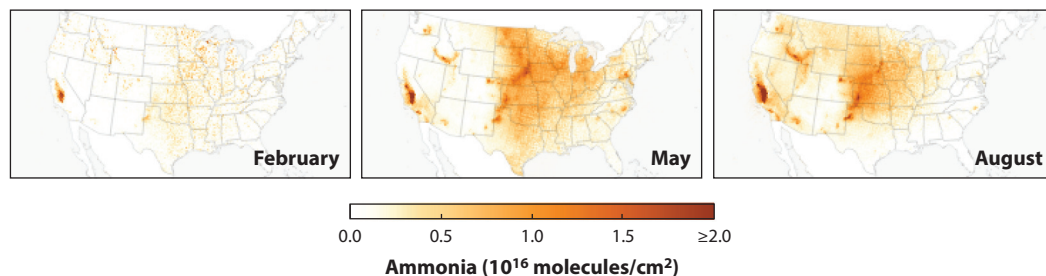 February
May
August
0.0
0.5
1.0
1.5
≥2.0
Ammonia (10¹⁶ molecules/cm²)